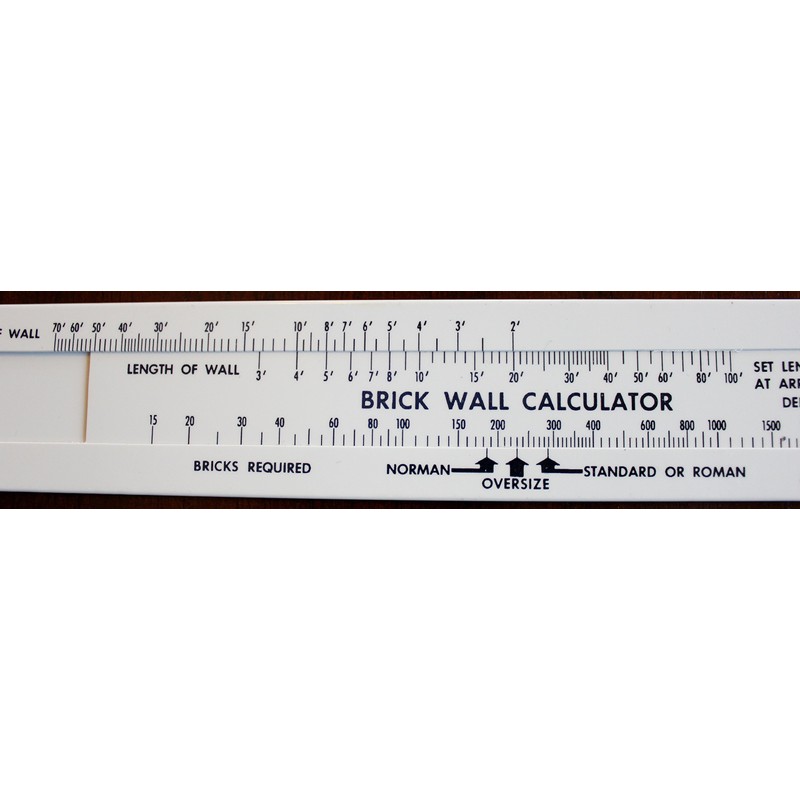 F WALL 70' 60' 50' 40' 30' 20' 15' 10' 8' 7' 6' 5' 4' 3' 2'
LENGTH OF WALL 3' 4' 5' 6' 7' 8' 10' 15' 20' 30' 40' 50' 60' 80' 100' SET LEN
AT ARR
BRICK WALL CALCULATOR DE
15 20 30 40 60 80 100 150 200 300 400 600 800 1000 1500
BRICKS REQUIRED NORMAN OVERSIZE STANDARD OR ROMAN